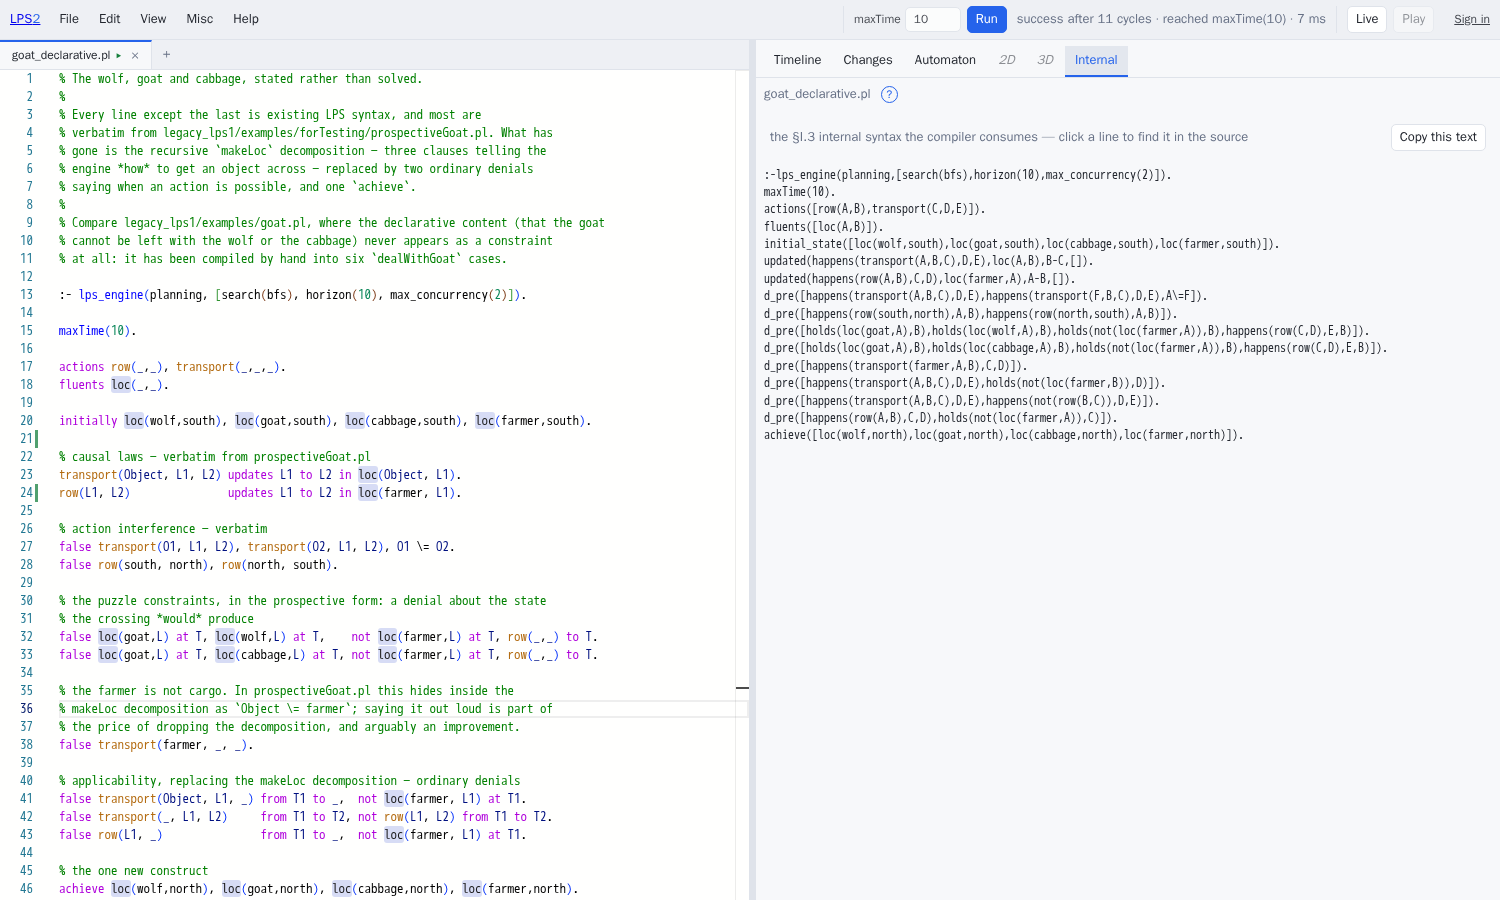 LPS2 File Edit View Misc Help maxTime 10 Run success after 11 cycles · reached maxTime(10) · 7 ms Live Play Sign in
goat_declarative.pl ▸ × +
1 % The wolf, goat and cabbage, stated rather than solved.
2 %
3 % Every line except the last is existing LPS syntax, and most are
4 % verbatim from legacy_lps1/examples/forTesting/prospectiveGoat.pl. What has
5 % gone is the recursive `makeLoc` decomposition — three clauses telling the
6 % engine *how* to get an object across — replaced by two ordinary denials
7 % saying when an action is possible, and one `achieve`.
8 %
9 % Compare legacy_lps1/examples/goat.pl, where the declarative content (that the goat
10 % cannot be left with the wolf or the cabbage) never appears as a constraint
11 % at all: it has been compiled by hand into six `dealWithGoat` cases.
12
13 :- lps_engine(planning, [search(bfs), horizon(10), max_concurrency(2)]).
14
15 maxTime(10).
16
17 actions row(_,_), transport(_,_,_).
18 fluents loc(_,_).
19
20 initially loc(wolf,south), loc(goat,south), loc(cabbage,south), loc(farmer,south).
21
22 % causal laws — verbatim from prospectiveGoat.pl
23 transport(Object, L1, L2) updates L1 to L2 in loc(Object, L1).
24 row(L1, L2) updates L1 to L2 in loc(farmer, L1).
25
26 % action interference — verbatim
27 false transport(O1, L1, L2), transport(O2, L1, L2), O1 \= O2.
28 false row(south, north), row(north, south).
29
30 % the puzzle constraints, in the prospective form: a denial about the state
31 % the crossing *would* produce
32 false loc(goat,L) at T, loc(wolf,L) at T, not loc(farmer,L) at T, row(_,_) to T.
33 false loc(goat,L) at T, loc(cabbage,L) at T, not loc(farmer,L) at T, row(_,_) to T.
34
35 % the farmer is not cargo. In prospectiveGoat.pl this hides inside the
36 % makeLoc decomposition as `Object \= farmer`; saying it out loud is part of
37 % the price of dropping the decomposition, and arguably an improvement.
38 false transport(farmer, _, _).
39
40 % applicability, replacing the makeLoc decomposition — ordinary denials
41 false transport(Object, L1, _) from T1 to _, not loc(farmer, L1) at T1.
42 false transport(_, L1, L2) from T1 to T2, not row(L1, L2) from T1 to T2.
43 false row(L1, _) from T1 to _, not loc(farmer, L1) at T1.
44
45 % the one new construct
46 achieve loc(wolf,north), loc(goat,north), loc(cabbage,north), loc(farmer,north).
Timeline Changes Automaton 2D 3D Internal
goat_declarative.pl ?
the §I.3 internal syntax the compiler consumes — click a line to find it in the source Copy this text
:-lps_engine(planning,[search(bfs),horizon(10),max_concurrency(2)]).
maxTime(10).
actions([row(A,B),transport(C,D,E)]).
fluents([loc(A,B)]).
initial_state([loc(wolf,south),loc(goat,south),loc(cabbage,south),loc(farmer,south)]).
updated(happens(transport(A,B,C),D,E),loc(A,B),B-C,[]).
updated(happens(row(A,B),C,D),loc(farmer,A),A-B,[]).
d_pre([happens(transport(A,B,C),D,E),happens(transport(F,B,C),D,E),A\=F]).
d_pre([happens(row(south,north),A,B),happens(row(north,south),A,B)]).
d_pre([holds(loc(goat,A),B),holds(loc(wolf,A),B),holds(not(loc(farmer,A)),B),happens(row(C,D),E,B)]).
d_pre([holds(loc(goat,A),B),holds(loc(cabbage,A),B),holds(not(loc(farmer,A)),B),happens(row(C,D),E,B)]).
d_pre([happens(transport(farmer,A,B),C,D)]).
d_pre([happens(transport(A,B,C),D,E),holds(not(loc(farmer,B)),D)]).
d_pre([happens(transport(A,B,C),D,E),happens(not(row(B,C)),D,E)]).
d_pre([happens(row(A,B),C,D),holds(not(loc(farmer,A)),C)]).
achieve([loc(wolf,north),loc(goat,north),loc(cabbage,north),loc(farmer,north)]).